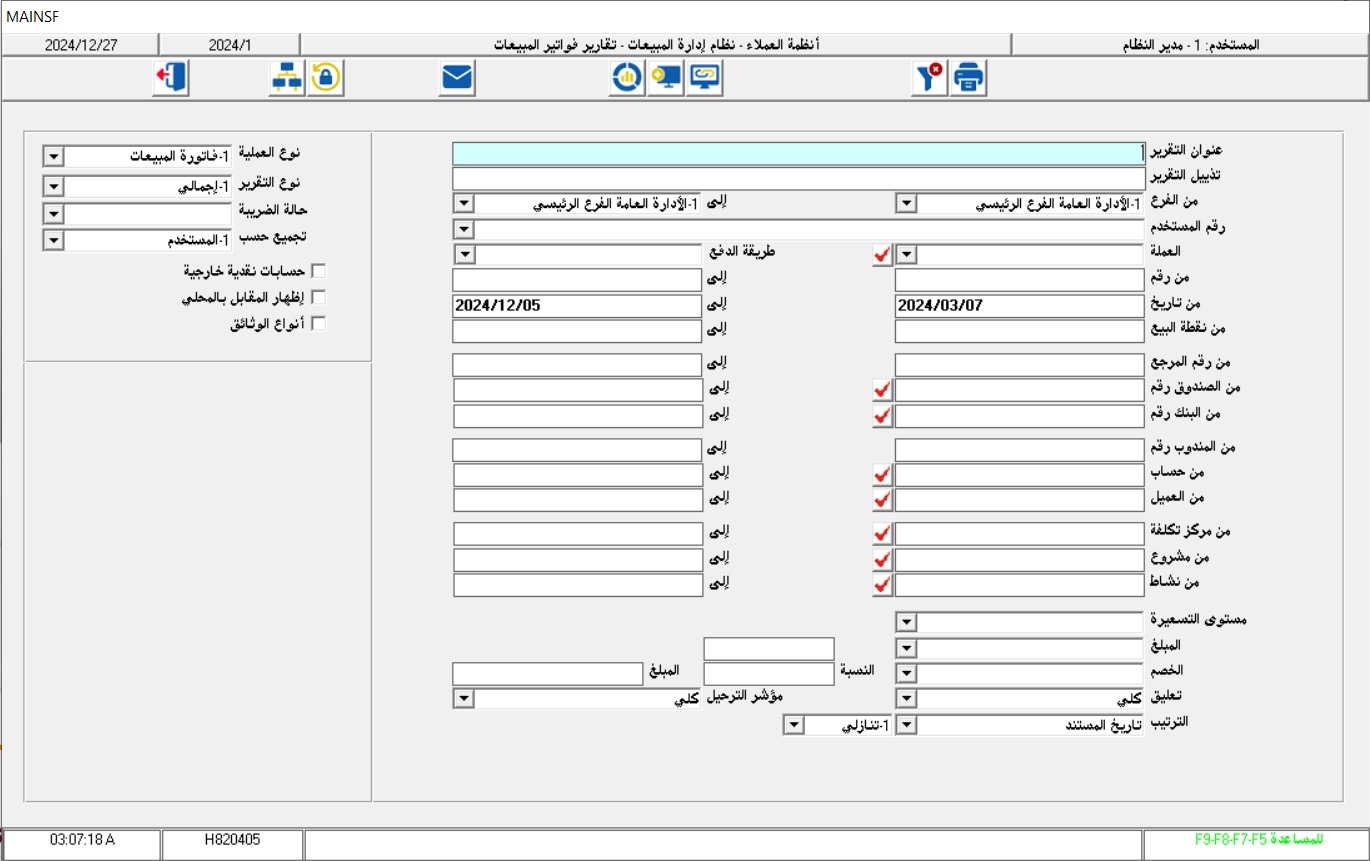 MAINSF
المستخدم: 1 - مدير النظام
أنظمة العملاء - نظام إدارة المبيعات - تقارير فواتير المبيعات
2024/1
2024/12/27
عنوان التقرير
تذييل التقرير
من الفرع 1-الأدارة العامة الفرع الرئيسي إلى 1-الأدارة العامة الفرع الرئيسي
رقم المستخدم
العملة طريقة الدفع
من رقم إلى
من تاريخ 2024/03/07 إلى 2024/12/05
من نقطة البيع إلى
من رقم المرجع إلى
من الصندوق رقم إلى
من البنك رقم إلى
من المندوب رقم إلى
من حساب إلى
من العميل إلى
من مركز تكلفة إلى
من مشروع إلى
من نشاط إلى
مستوى التسعيرة
المبلغ
الخصم النسبة المبلغ
تعليق كلي مؤشر الترحيل كلي
الترتيب تاريخ المستند 1-تنازلي
نوع العملية 1-فاتورة المبيعات
نوع التقرير 1-إجمالي
حالة الضريبة
تجميع حسب 1-المستخدم
حسابات نقدية خارجية
إظهار المقابل بالمحلي
أنواع الوثائق
للمساعدة F9-F8-F7-F5
H820405
03:07:18 A